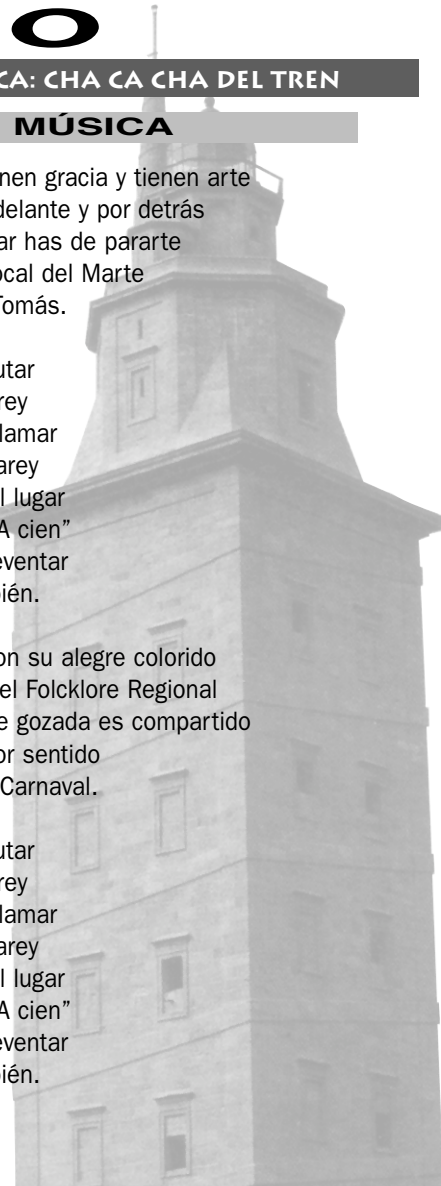 O
CA: CHA CA CHA DEL TREN
MÚSICA
nen gracia y tienen arte
delante y por detrás
ar has de pararte
ocal del Marte
Tomás.
utar
rey
lamar
arey
l lugar
A cien”
eventar
bién.
on su alegre colorido
el Folcklore Regional
e gozada es compartido
or sentido
Carnaval.
utar
rey
lamar
arey
l lugar
A cien”
eventar
bién.